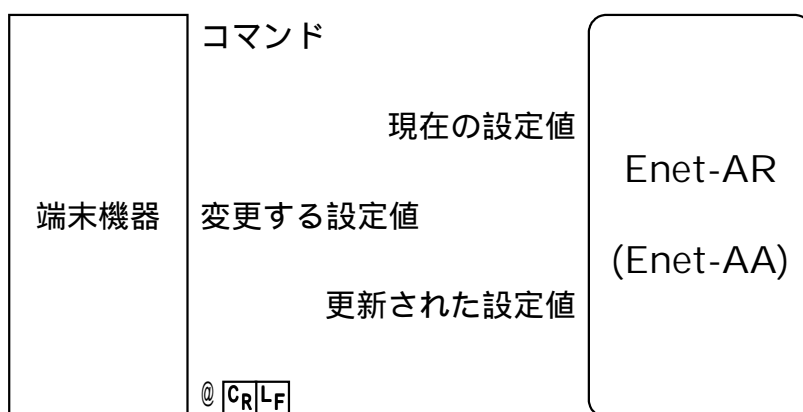 コマンド
現在の設定値
Enet-AR
端末機器
変更する設定値
(Enet-AA)
更新された設定値
@ CRLF